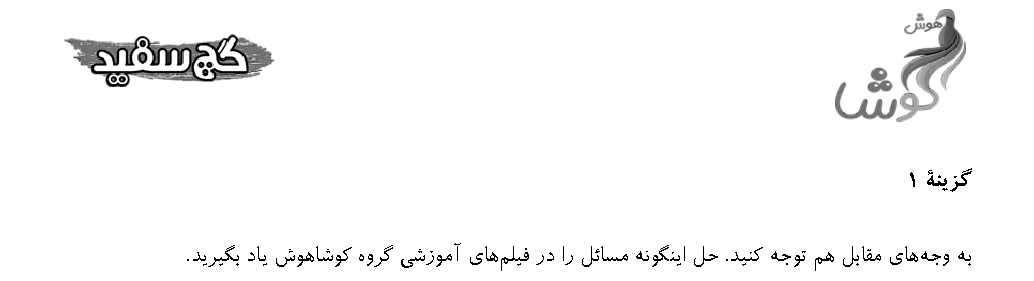 هوش
گچ سفید
کوشا
گزینهٔ ۱
به وجه‌های مقابل هم توجه کنید. حل اینگونه مسائل را در فیلم‌های آموزشی گروه کوشاهوش یاد بگیرید.